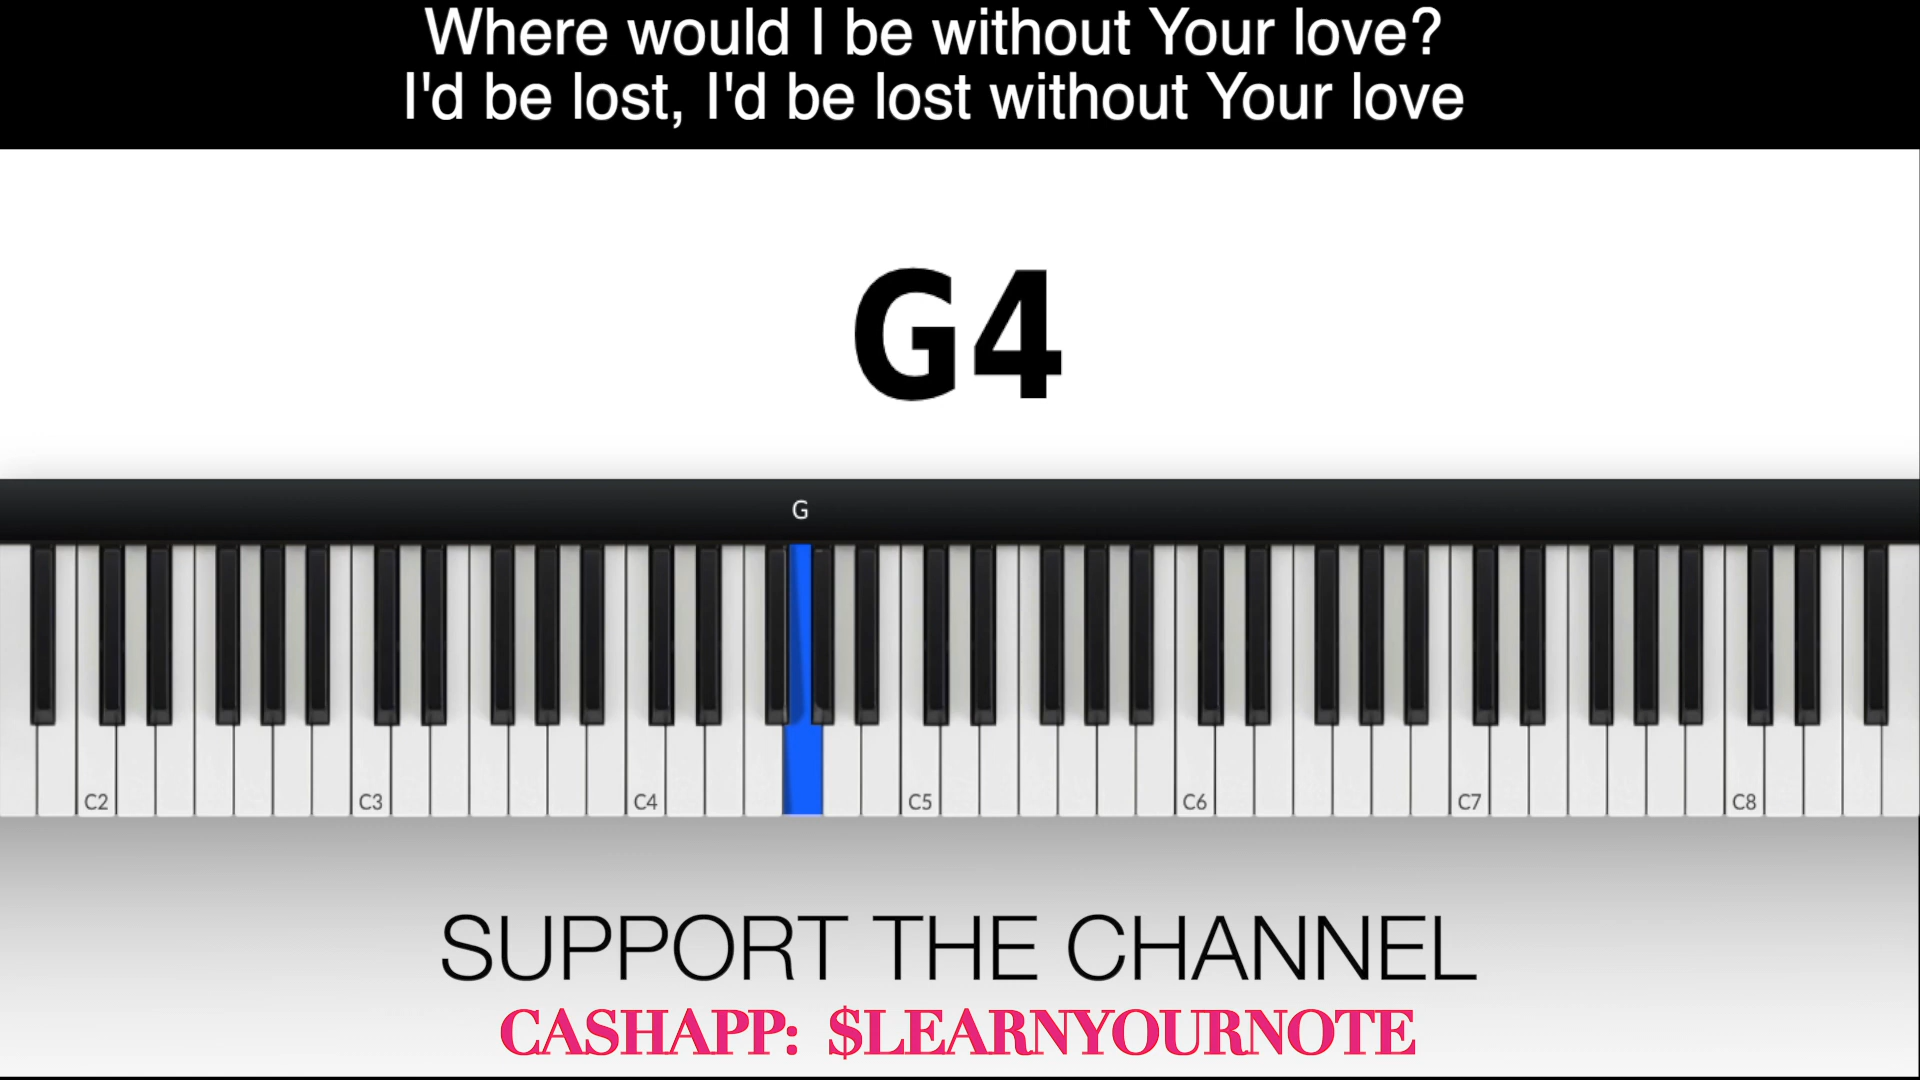 Where would I be without Your love?
I'd be lost, I'd be lost without Your love
G4
G
C2 C3 C4 C5 C6 C7 C8
SUPPORT THE CHANNEL
CASHAPP: $LEARNYOURNOTE